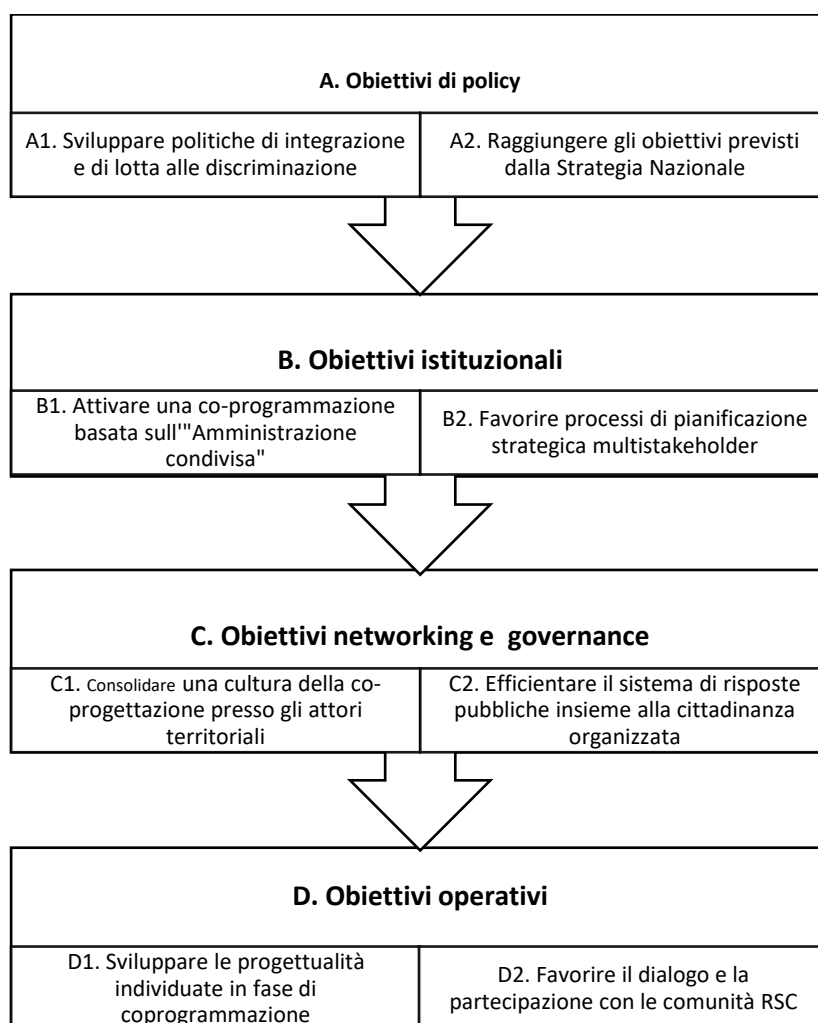 A. Obiettivi di policy
A1. Sviluppare politiche di integrazione
e di lotta alle discriminazione
A2. Raggiungere gli obiettivi previsti
dalla Strategia Nazionale
B. Obiettivi istituzionali
B1. Attivare una co-programmazione
basata sull'"Amministrazione
condivisa"
B2. Favorire processi di pianificazione
strategica multistakeholder
C. Obiettivi networking e governance
C1. Consolidare una cultura della co-
progettazione presso gli attori
territoriali
C2. Efficientare il sistema di risposte
pubbliche insieme alla cittadinanza
organizzata
D. Obiettivi operativi
D1. Sviluppare le progettualità
individuate in fase di
coprogrammazione
D2. Favorire il dialogo e la
partecipazione con le comunità RSC